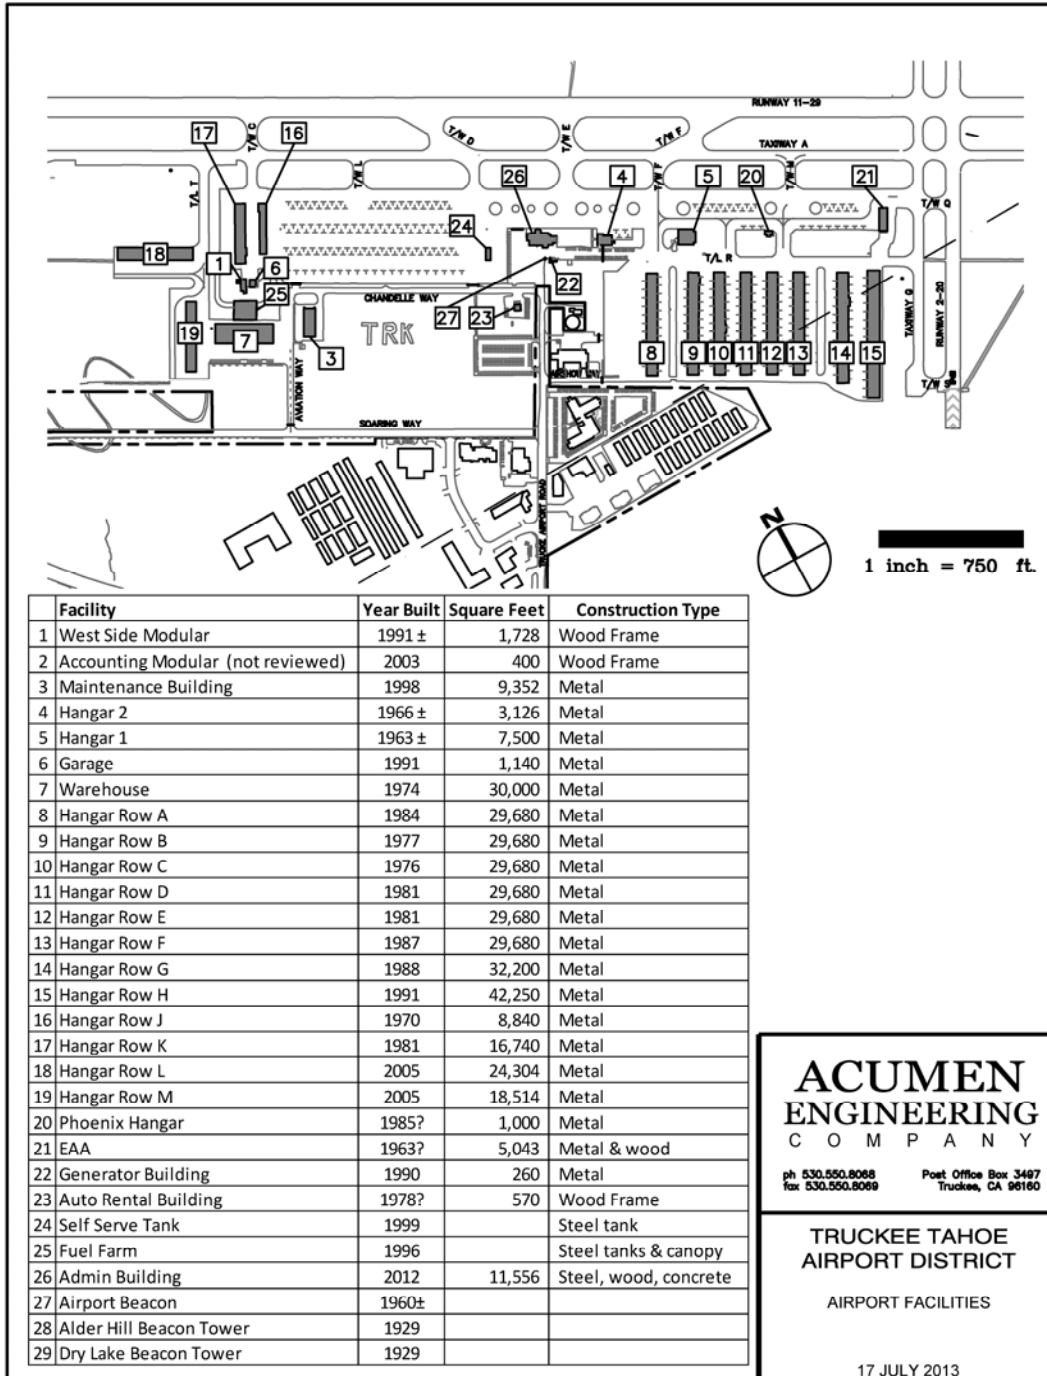 RUNWAY 11-29
17
T/W C
16
T/W D
T/W E
T/W F
TAXIWAY A
T/L T
T/W L
26
4
T/W F
5
20
T/W M
21
T/W Q
24
18
1
6
T/L R
22
25
CHANDELLE WAY
27
23
TAXIWAY G
RUNWAY 2-20
19
7
TRK
3
8
9
10
11
12
13
14
15
AVIATION WAY
T/W S
SOARING WAY
N
1 inch = 750 ft.
Facility Year Built Square Feet Construction Type
1 West Side Modular 1991 ± 1,728 Wood Frame
2 Accounting Modular (not reviewed) 2003 400 Wood Frame
3 Maintenance Building 1998 9,352 Metal
4 Hangar 2 1966 ± 3,126 Metal
5 Hangar 1 1963 ± 7,500 Metal
6 Garage 1991 1,140 Metal
7 Warehouse 1974 30,000 Metal
8 Hangar Row A 1984 29,680 Metal
9 Hangar Row B 1977 29,680 Metal
10 Hangar Row C 1976 29,680 Metal
11 Hangar Row D 1981 29,680 Metal
12 Hangar Row E 1981 29,680 Metal
13 Hangar Row F 1987 29,680 Metal
14 Hangar Row G 1988 32,200 Metal
15 Hangar Row H 1991 42,250 Metal
16 Hangar Row J 1970 8,840 Metal
17 Hangar Row K 1981 16,740 Metal
18 Hangar Row L 2005 24,304 Metal
19 Hangar Row M 2005 18,514 Metal
20 Phoenix Hangar 1985? 1,000 Metal
21 EAA 1963? 5,043 Metal & wood
22 Generator Building 1990 260 Metal
23 Auto Rental Building 1978? 570 Wood Frame
24 Self Serve Tank 1999 Steel tank
25 Fuel Farm 1996 Steel tanks & canopy
26 Admin Building 2012 11,556 Steel, wood, concrete
27 Airport Beacon 1960±
28 Alder Hill Beacon Tower 1929
29 Dry Lake Beacon Tower 1929
ACUMEN
ENGINEERING
COMPANY
ph 530.550.8068 Post Office Box 3497
fax 530.550.8069 Truckee, CA 96160
TRUCKEE TAHOE
AIRPORT DISTRICT
AIRPORT FACILITIES
17 JULY 2013